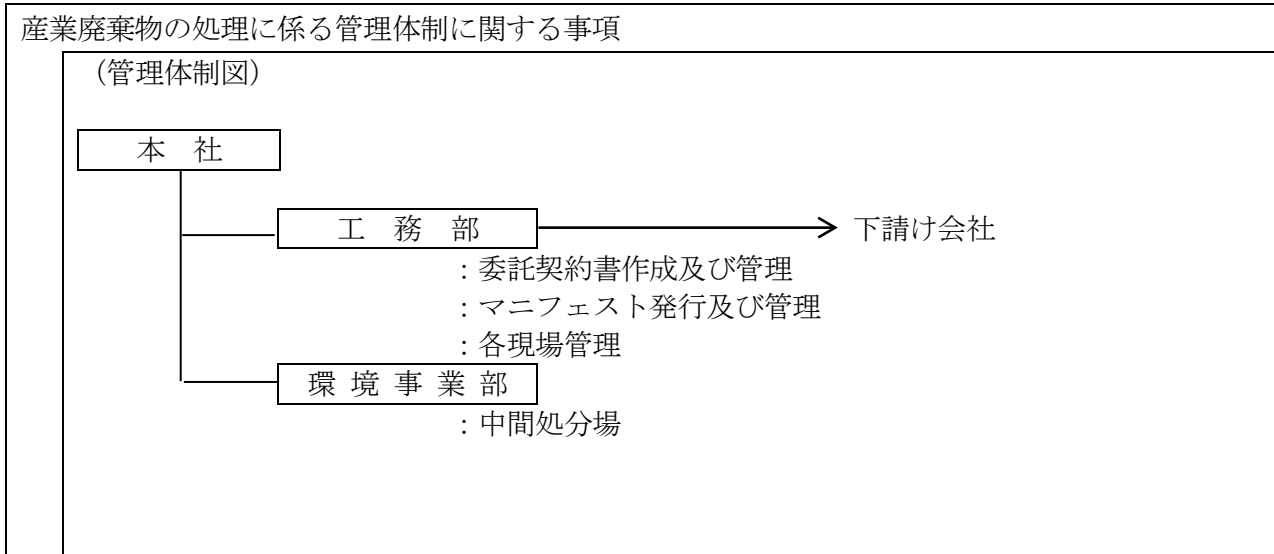 産業廃棄物の処理に係る管理体制に関する事項
（管理体制図）
本　社
工　務　部
下請け会社
：委託契約書作成及び管理
：マニフェスト発行及び管理
：各現場管理
環 境 事 業 部
：中間処分場